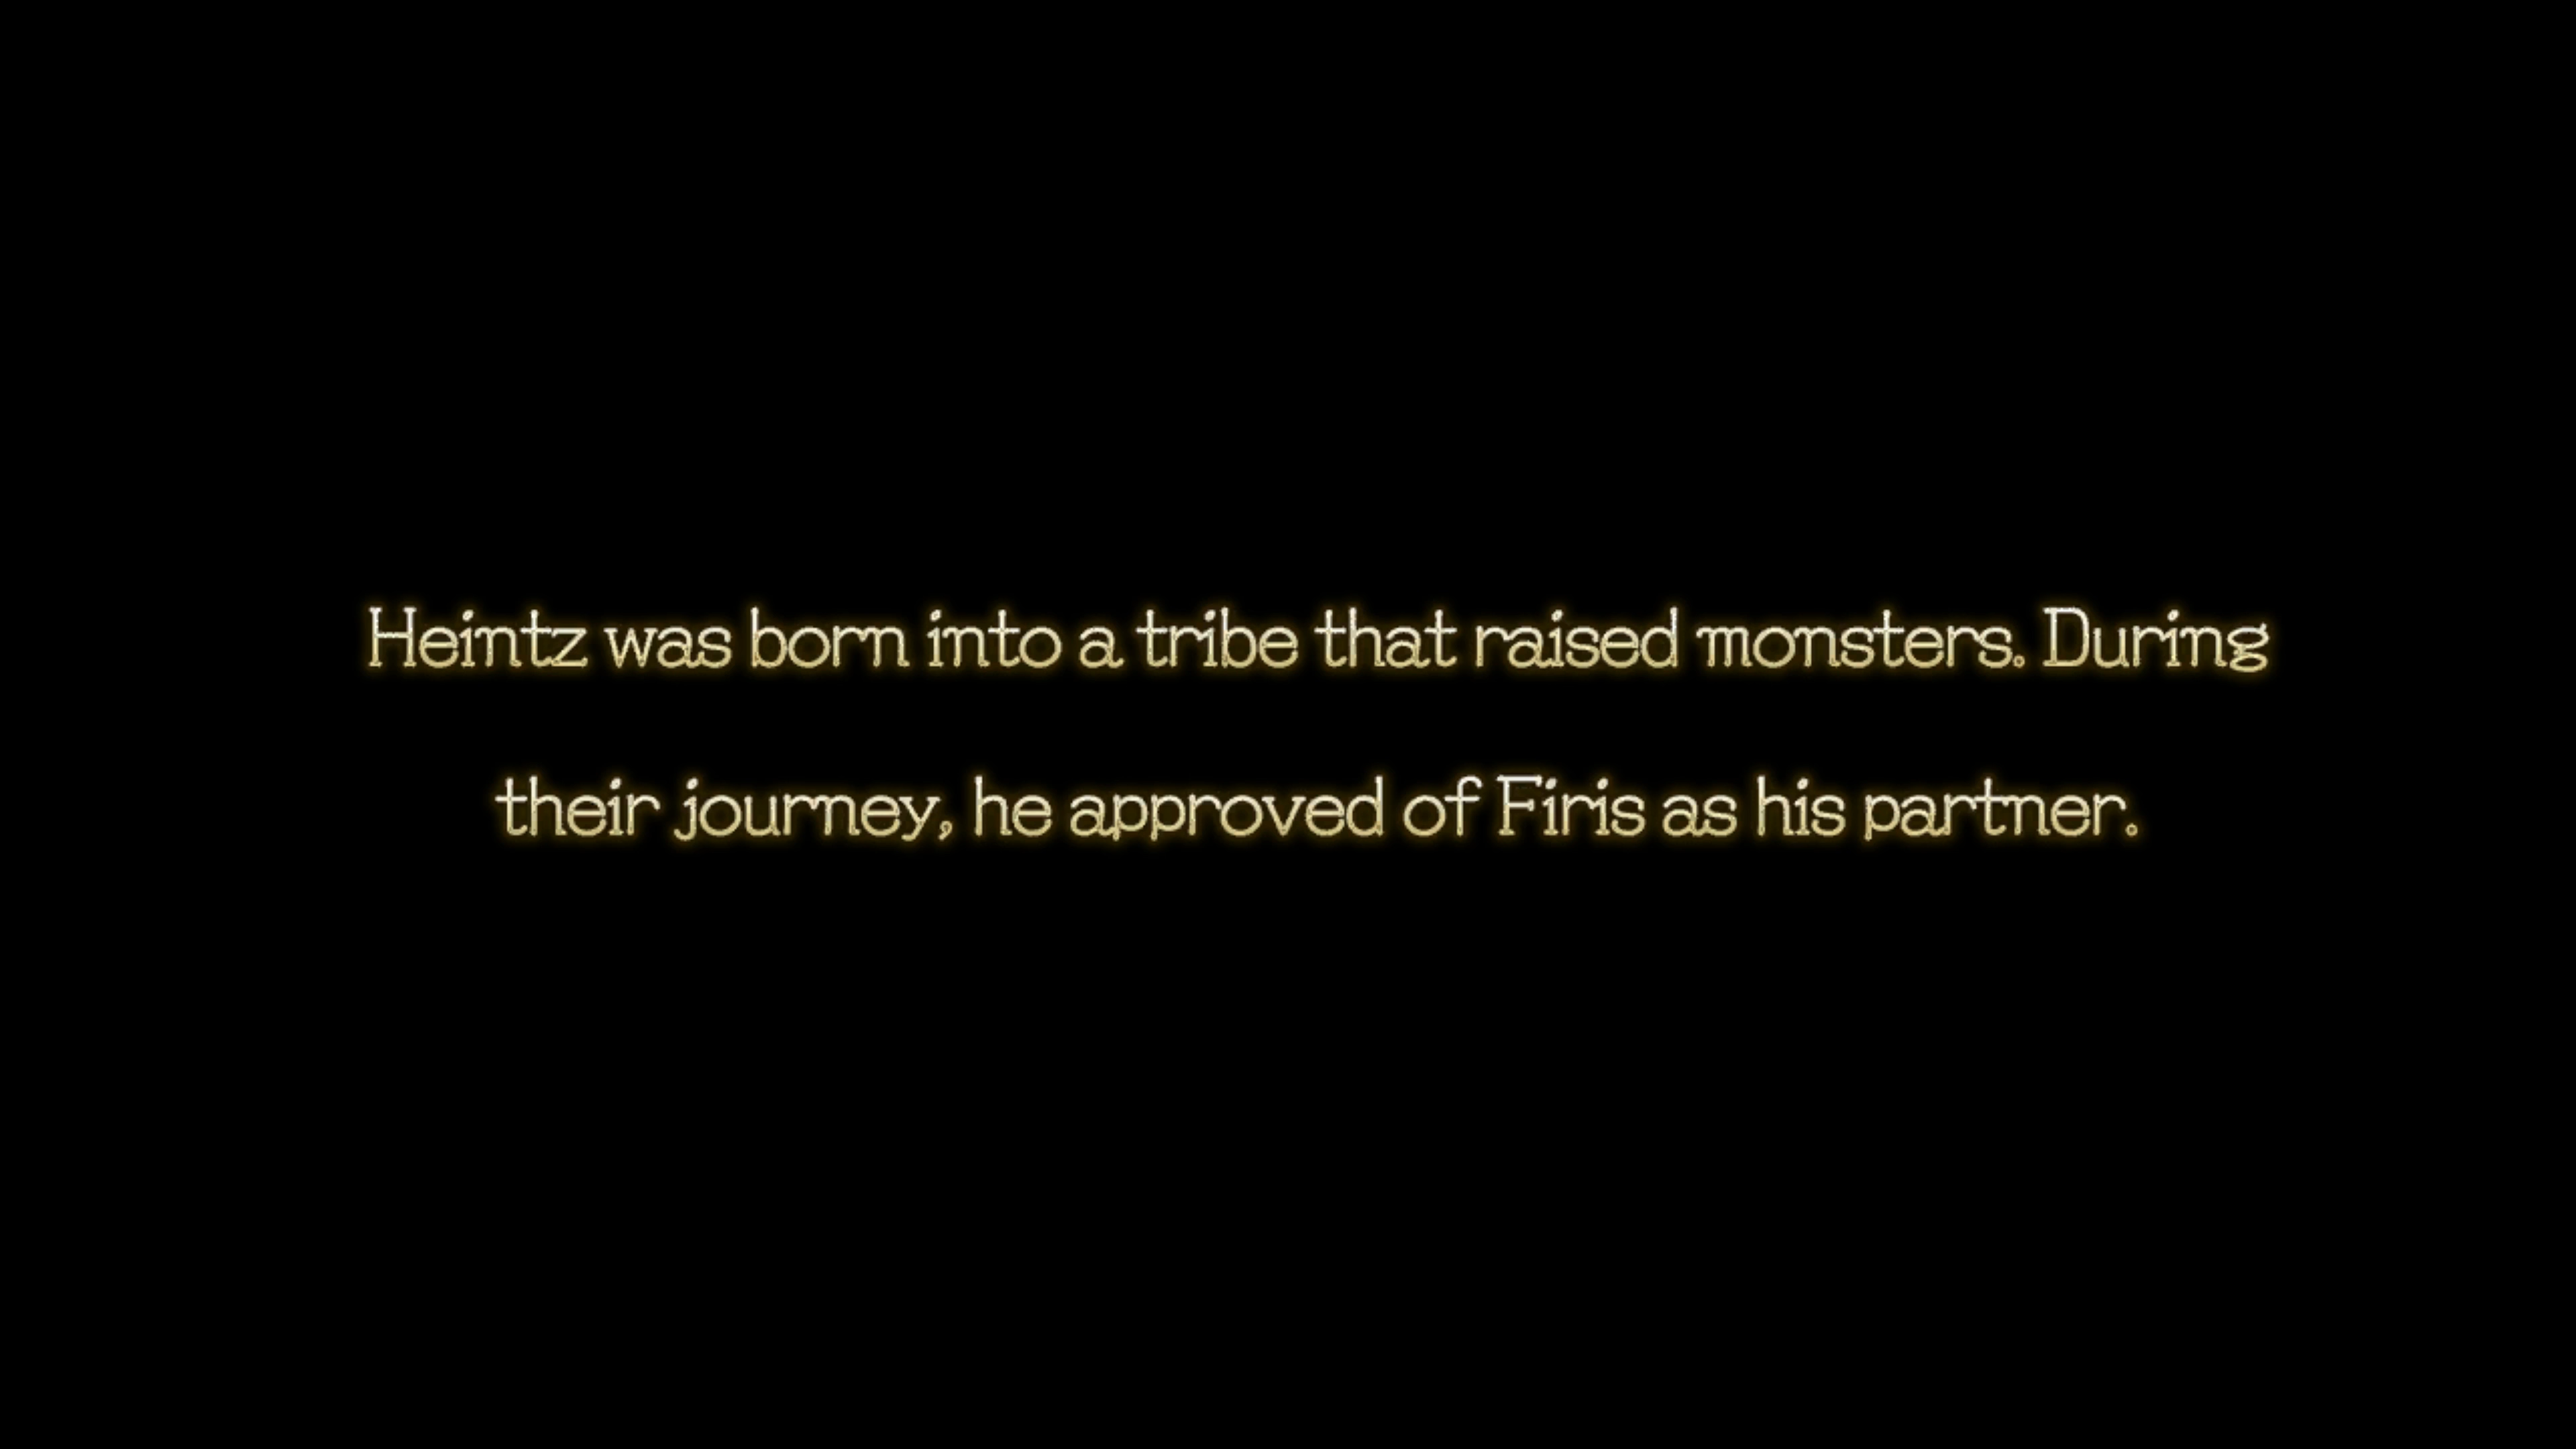 Heintz was born into a tribe that raised monsters. During
their journey, he approved of Firis as his partner.